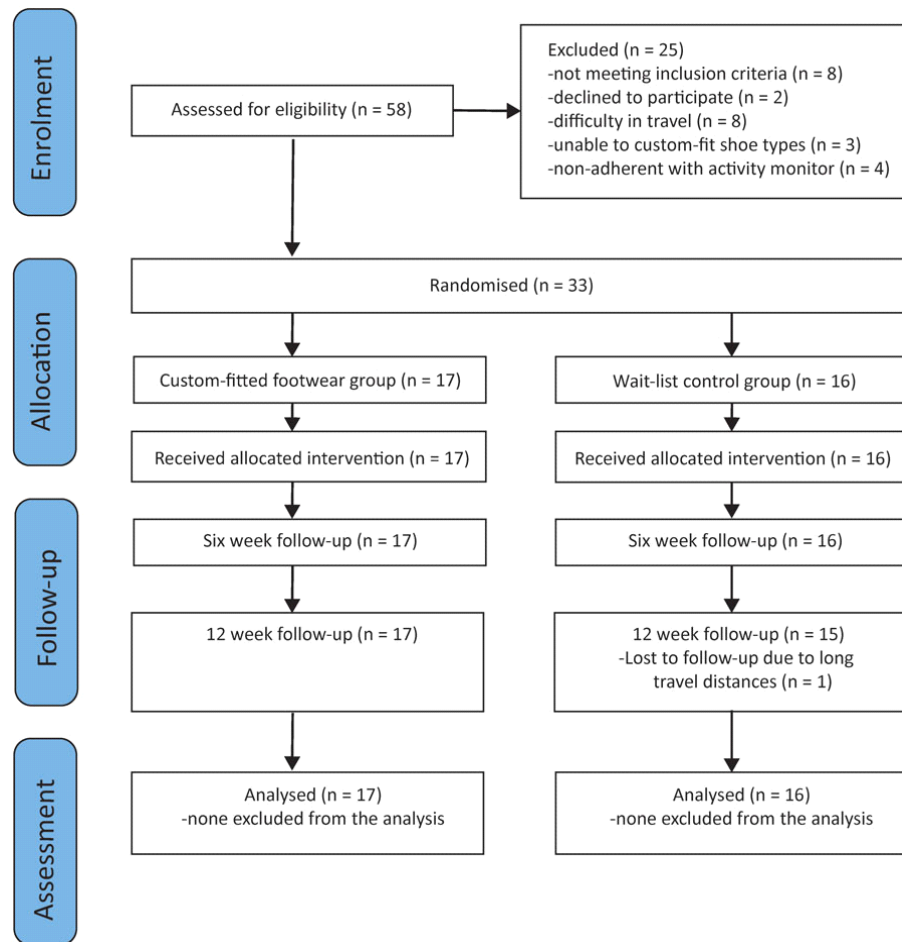 Enrolment
Assessed for eligibility (n = 58)
Excluded (n = 25)
-not meeting inclusion criteria (n = 8)
-declined to participate (n = 2)
-difficulty in travel (n = 8)
-unable to custom-fit shoe types (n = 3)
-non-adherent with activity monitor (n = 4)
Allocation
Randomised (n = 33)
Custom-fitted footwear group (n = 17)
Wait-list control group (n = 16)
Received allocated intervention (n = 17)
Received allocated intervention (n = 16)
Follow-up
Six week follow-up (n = 17)
Six week follow-up (n = 16)
12 week follow-up (n = 17)
12 week follow-up (n = 15)
-Lost to follow-up due to long
travel distances (n = 1)
Assessment
Analysed (n = 17)
-none excluded from the analysis
Analysed (n = 16)
-none excluded from the analysis